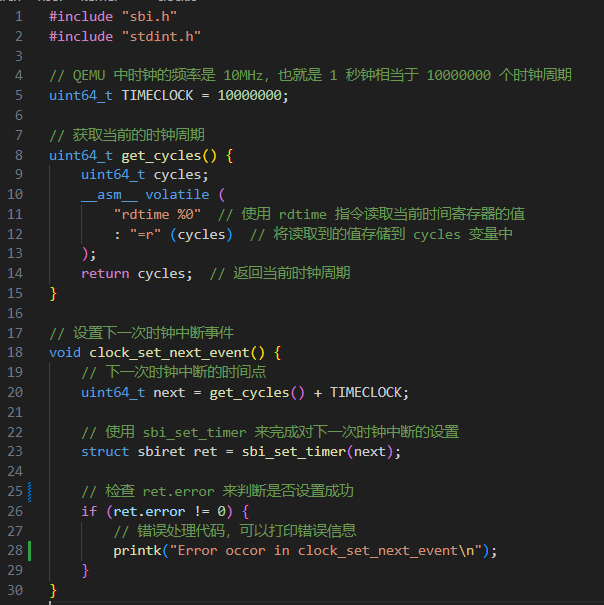 1 #include "sbi.h"
2 #include "stdint.h"
3
4 // QEMU 中时钟的频率是 10MHz，也就是 1 秒钟相当于 10000000 个时钟周期
5 uint64_t TIMECLOCK = 10000000;
6
7 // 获取当前的时钟周期
8 uint64_t get_cycles() {
9     uint64_t cycles;
10     __asm__ volatile (
11         "rdtime %0"  // 使用 rdtime 指令读取当前时间寄存器的值
12         : "=r" (cycles)  // 将读取到的值存储到 cycles 变量中
13     );
14     return cycles;  // 返回当前时钟周期
15 }
16
17 // 设置下一次时钟中断事件
18 void clock_set_next_event() {
19     // 下一次时钟中断的时间点
20     uint64_t next = get_cycles() + TIMECLOCK;
21
22     // 使用 sbi_set_timer 来完成对下一次时钟中断的设置
23     struct sbiret ret = sbi_set_timer(next);
24
25     // 检查 ret.error 来判断是否设置成功
26     if (ret.error != 0) {
27         // 错误处理代码，可以打印错误信息
28         printk("Error occor in clock_set_next_event\n");
29     }
30 }